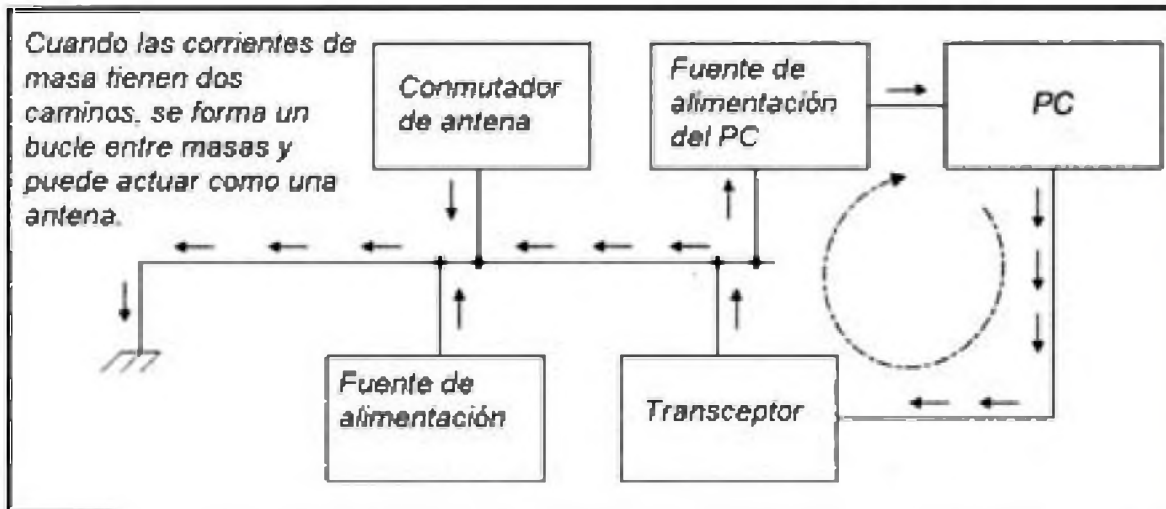 Cuando las corrientes de
masa tienen dos
caminos, se forma un
bucle entre masas y
puede actuar como una
antena.
Conmutador
de antena
Fuente de
alimentación
del PC
PC
Fuente de
alimentación
Transceptor